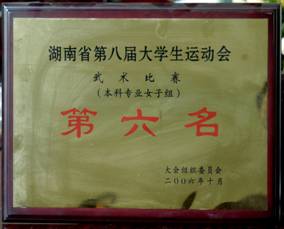 湖南省第八届大学生运动会
武术比赛
（本科专业女子组）
第六名
大会组织委员会
二〇〇六年十月